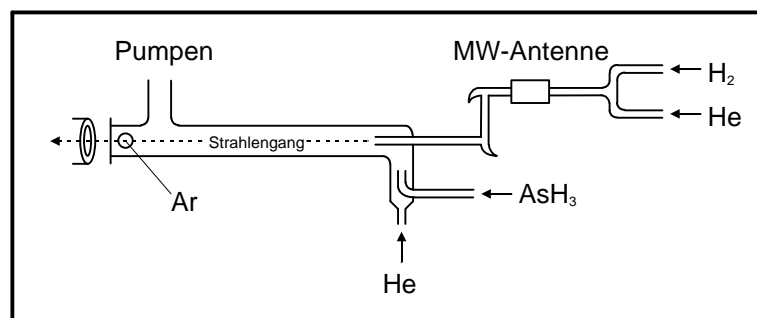 Pumpen
MW-Antenne
H₂
He
Strahlengang
Ar
AsH₃
He